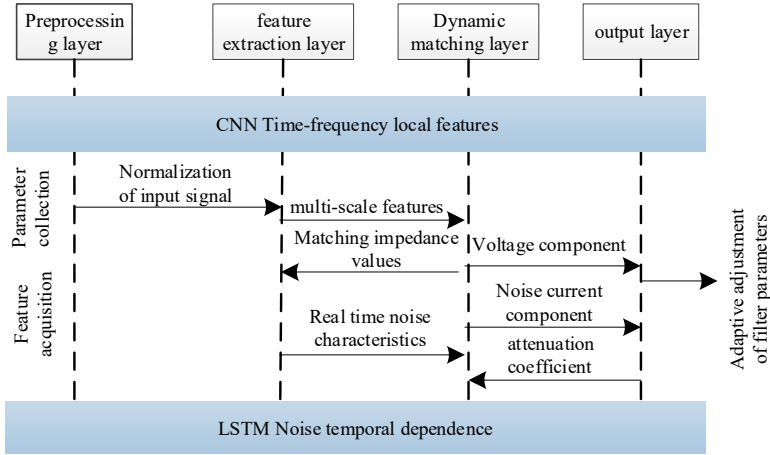 Preprocessin
g layer
feature
extraction layer
Dynamic
matching layer
output layer
CNN Time-frequency local features
Parameter
collection
Normalization
of input signal
multi-scale features
Matching impedance
values
Voltage component
Feature
acquisition
Real time noise
characteristics
Noise current
component
attenuation
coefficient
Adaptive adjustment
of filter parameters
LSTM Noise temporal dependence